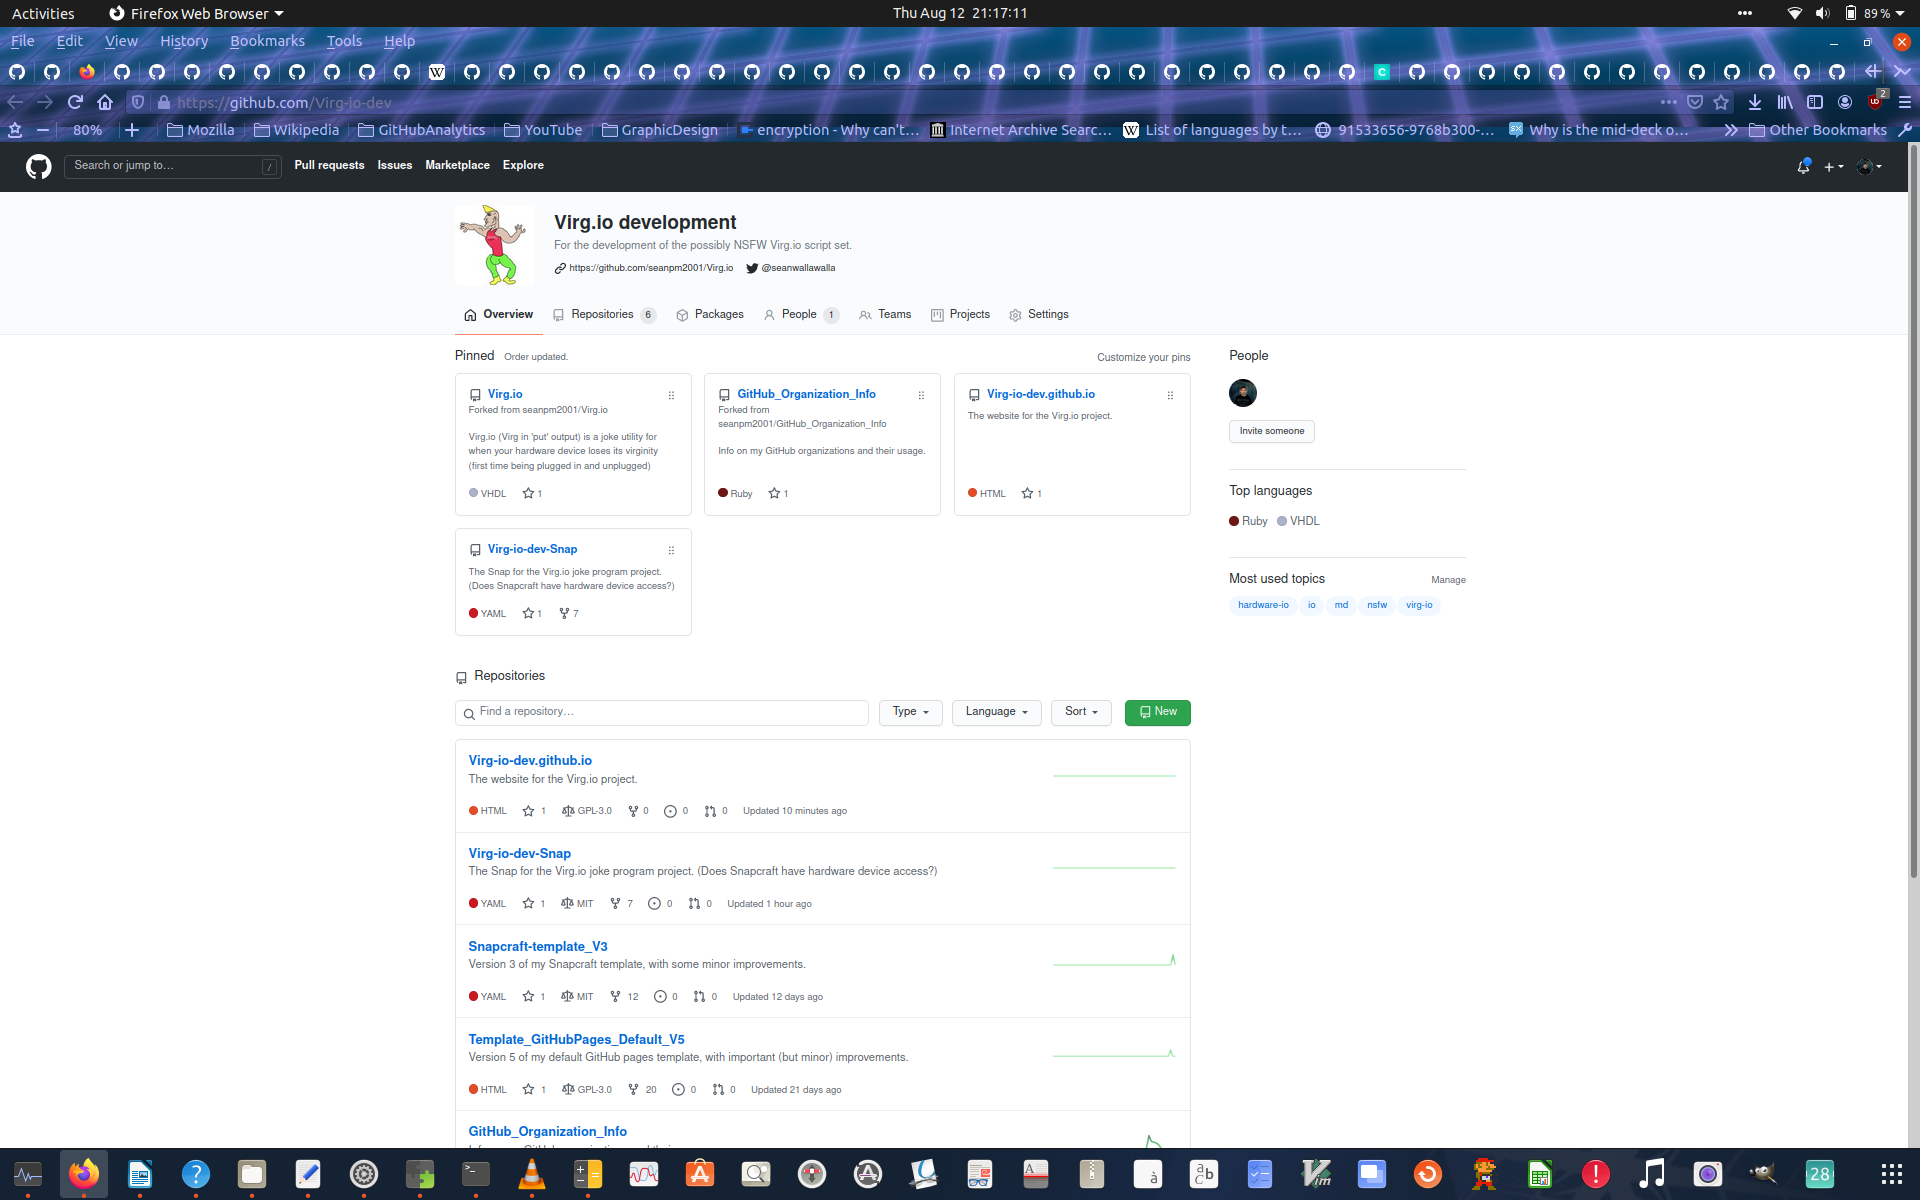 Activities Firefox Web Browser Thu Aug 12 21:17:11 89 %
File Edit View History Bookmarks Tools Help
https://github.com/Virg-io-dev
80% Mozilla Wikipedia GitHubAnalytics YouTube GraphicDesign encryption - Why can't… Internet Archive Searc… List of languages by t… 91533656-9768b300-… Why is the mid-deck o… Other Bookmarks
Search or jump to… / Pull requests Issues Marketplace Explore
Virg.io development
For the development of the possibly NSFW Virg.io script set.
https://github.com/seanpm2001/Virg.io @seanwallawalla
Overview Repositories 6 Packages People 1 Teams Projects Settings
Pinned Order updated. Customize your pins
Virg.io
Forked from seanpm2001/Virg.io
Virg.io (Virg in 'put' output) is a joke utility for
when your hardware device loses its virginity
(first time being plugged in and unplugged)
VHDL 1
GitHub_Organization_Info
Forked from
seanpm2001/GitHub_Organization_Info
Info on my GitHub organizations and their usage.
Ruby 1
Virg-io-dev.github.io
The website for the Virg.io project.
HTML 1
Virg-io-dev-Snap
The Snap for the Virg.io joke program project.
(Does Snapcraft have hardware device access?)
YAML 1 7
People
Invite someone
Top languages
Ruby VHDL
Most used topics Manage
hardware-io io md nsfw virg-io
Repositories
Find a repository… Type Language Sort New
Virg-io-dev.github.io
The website for the Virg.io project.
HTML 1 GPL-3.0 0 0 0 Updated 10 minutes ago
Virg-io-dev-Snap
The Snap for the Virg.io joke program project. (Does Snapcraft have hardware device access?)
YAML 1 MIT 7 0 0 Updated 1 hour ago
Snapcraft-template_V3
Version 3 of my Snapcraft template, with some minor improvements.
YAML 1 MIT 12 0 0 Updated 12 days ago
Template_GitHubPages_Default_V5
Version 5 of my default GitHub pages template, with important (but minor) improvements.
HTML 1 GPL-3.0 20 0 0 Updated 21 days ago
GitHub_Organization_Info
28